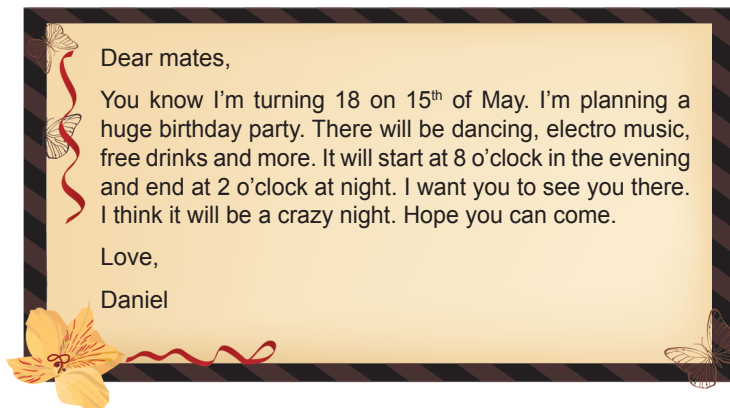 Dear mates,
You know I’m turning 18 on 15th of May. I’m planning a
huge birthday party. There will be dancing, electro music,
free drinks and more. It will start at 8 o’clock in the evening
and end at 2 o’clock at night. I want you to see you there.
I think it will be a crazy night. Hope you can come.
Love,
Daniel